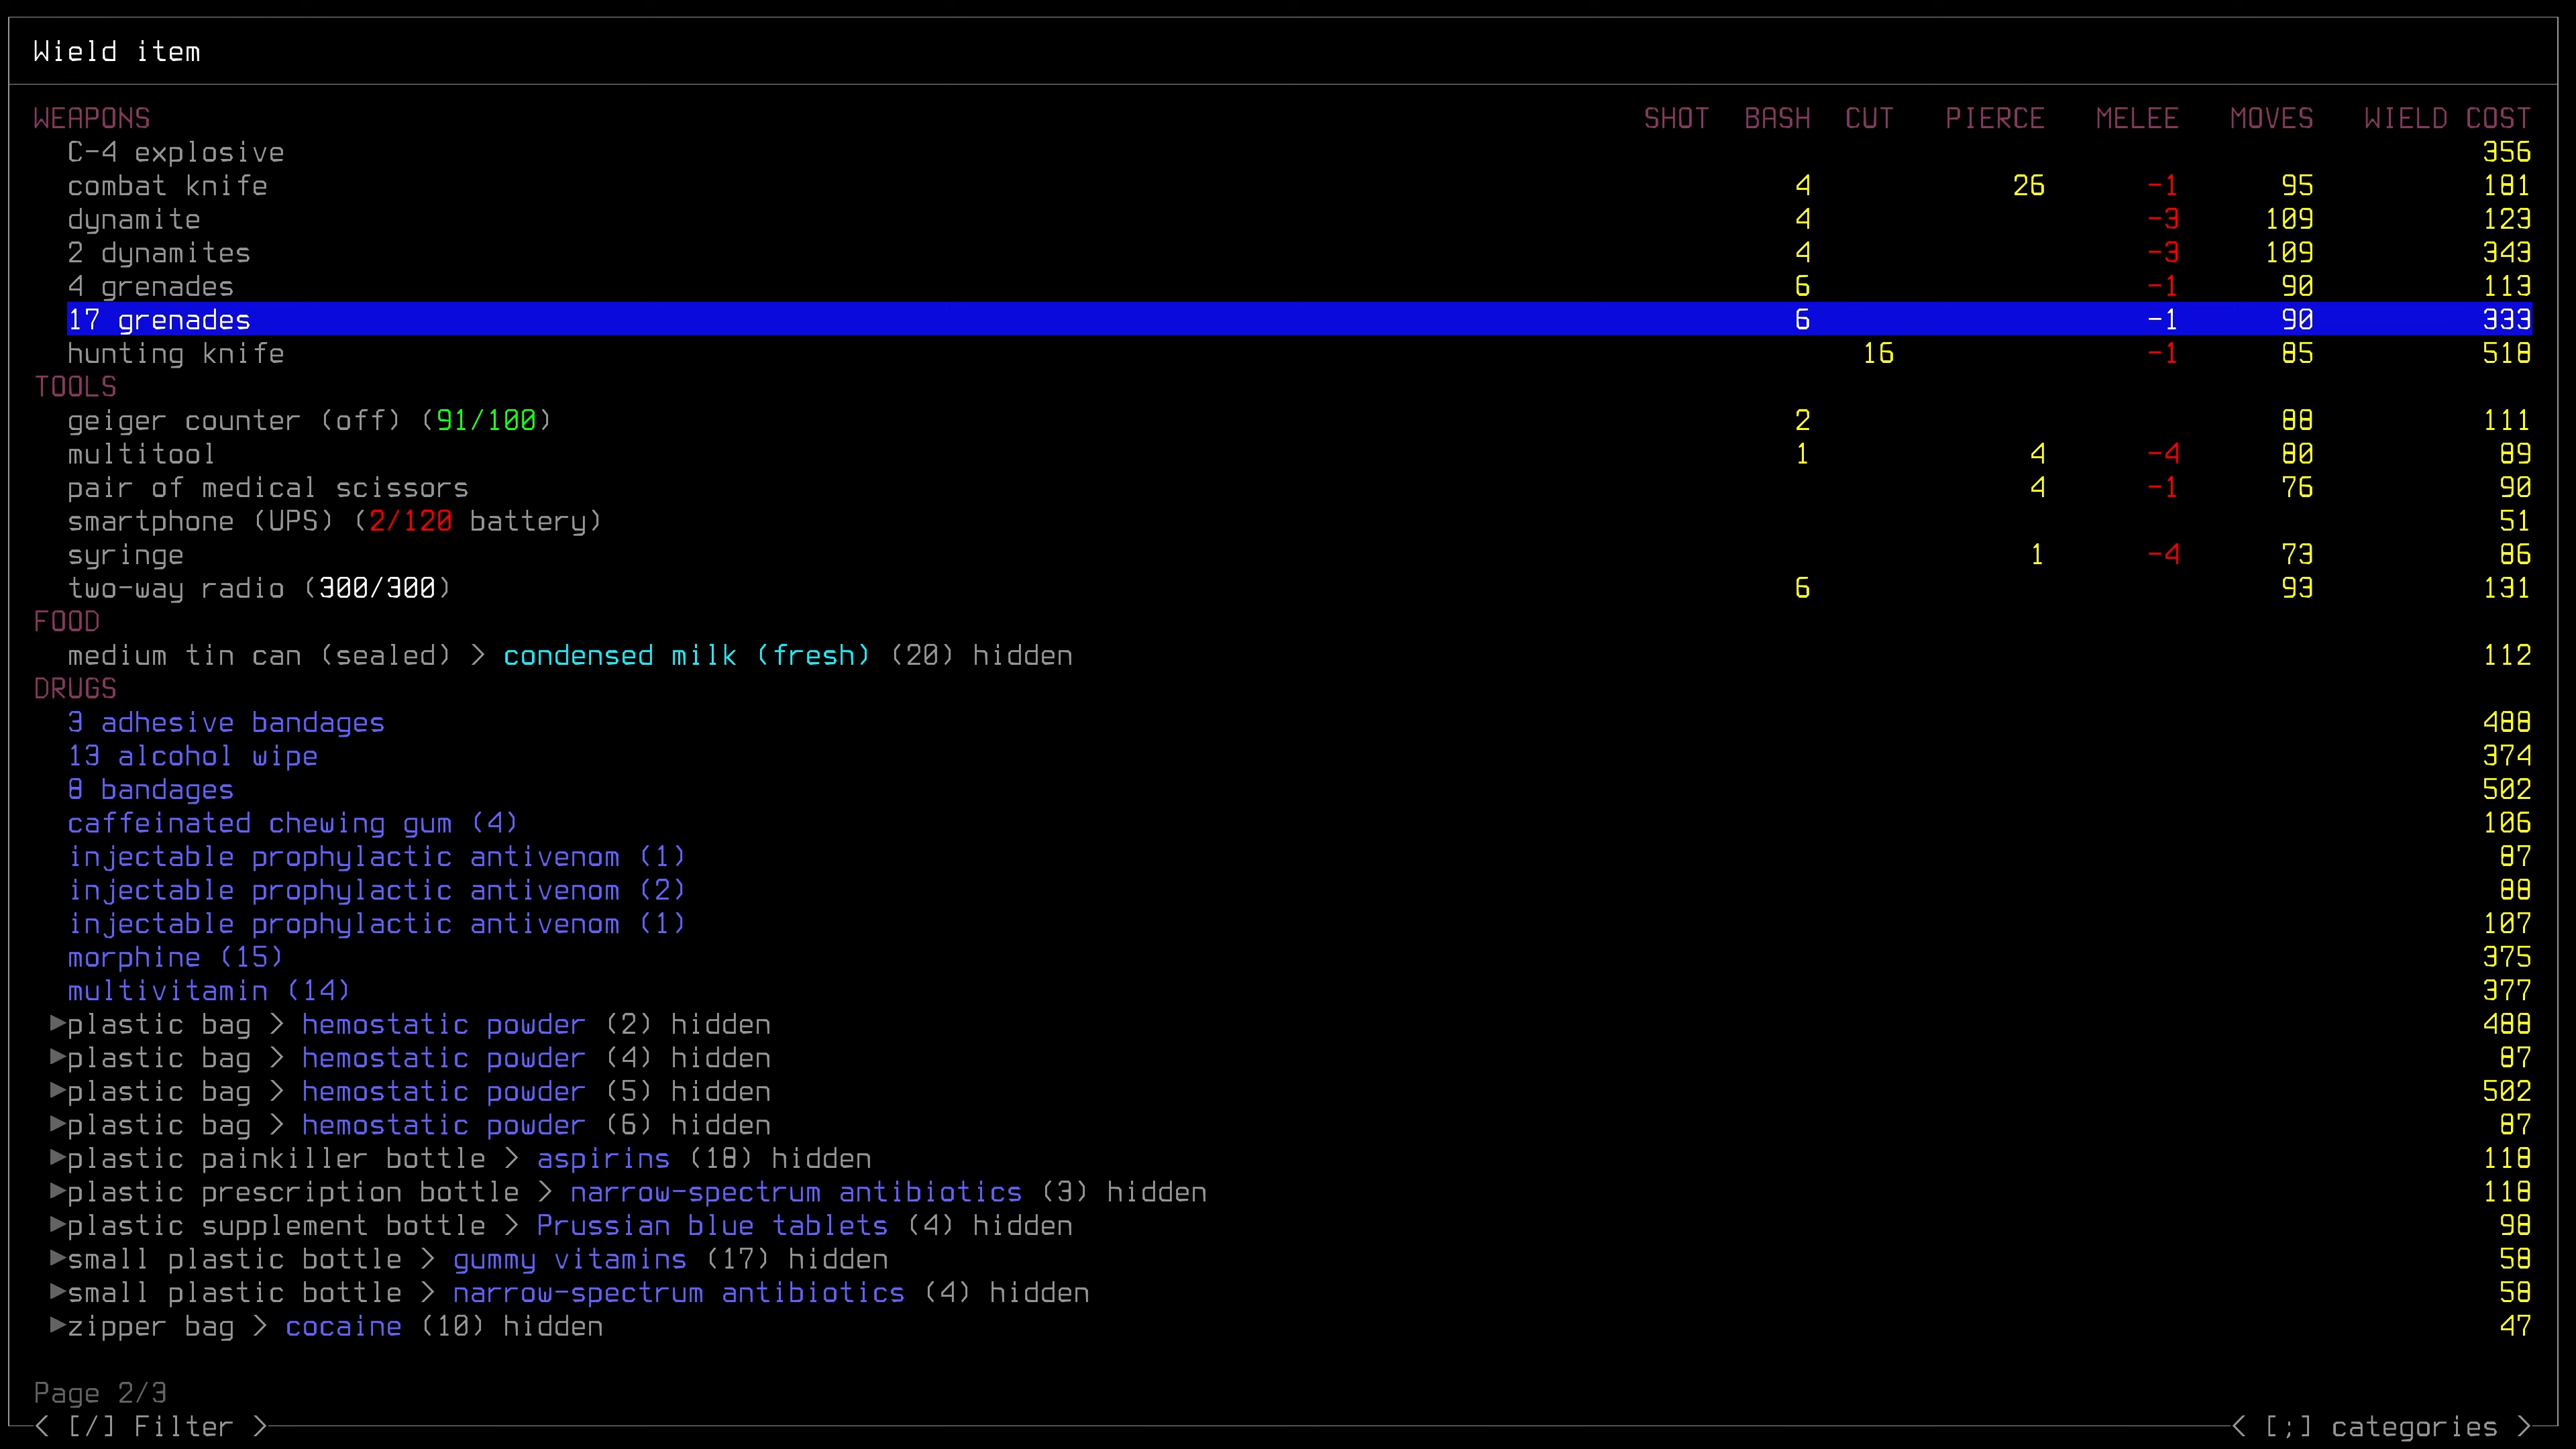 Wield item
WEAPONS SHOT BASH CUT PIERCE MELEE MOVES WIELD COST
C-4 explosive 356
combat knife 4 26 -1 95 181
dynamite 4 -3 109 123
2 dynamites 4 -3 109 343
4 grenades 6 -1 90 113
17 grenades 6 -1 90 333
hunting knife 16 -1 85 518
TOOLS
geiger counter (off) (91/100) 2 88 111
multitool 1 4 -4 80 89
pair of medical scissors 4 -1 76 90
smartphone (UPS) (2/120 battery) 51
syringe 1 -4 73 86
two-way radio (300/300) 6 93 131
FOOD
medium tin can (sealed) > condensed milk (fresh) (20) hidden 112
DRUGS
3 adhesive bandages 488
13 alcohol wipe 374
8 bandages 502
caffeinated chewing gum (4) 106
injectable prophylactic antivenom (1) 87
injectable prophylactic antivenom (2) 88
injectable prophylactic antivenom (1) 107
morphine (15) 375
multivitamin (14) 377
▶plastic bag > hemostatic powder (2) hidden 488
▶plastic bag > hemostatic powder (4) hidden 87
▶plastic bag > hemostatic powder (5) hidden 502
▶plastic bag > hemostatic powder (6) hidden 87
▶plastic painkiller bottle > aspirins (18) hidden 118
▶plastic prescription bottle > narrow-spectrum antibiotics (3) hidden 118
▶plastic supplement bottle > Prussian blue tablets (4) hidden 98
▶small plastic bottle > gummy vitamins (17) hidden 58
▶small plastic bottle > narrow-spectrum antibiotics (4) hidden 58
▶zipper bag > cocaine (10) hidden 47
Page 2/3
< [/] Filter > < [;] categories >